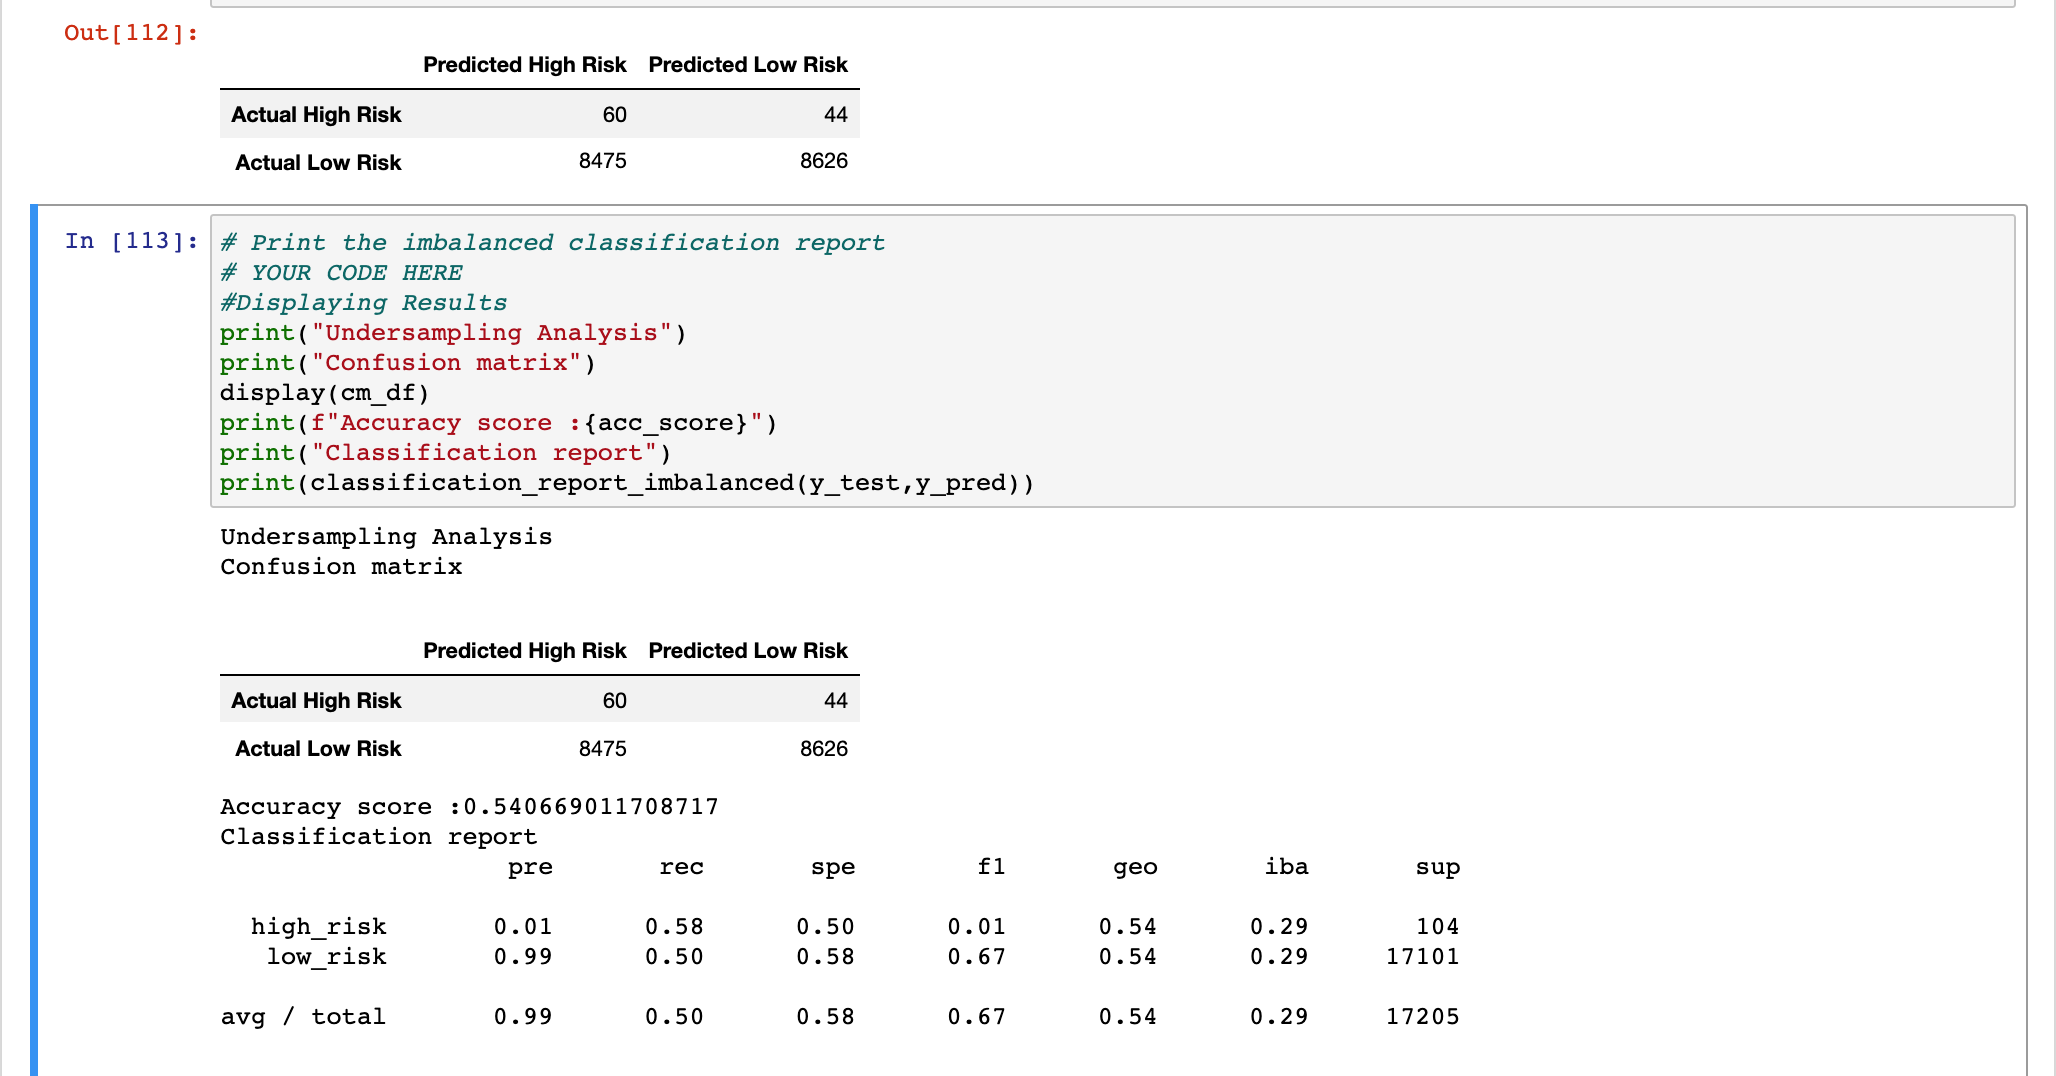 Out[112]:
Predicted High Risk Predicted Low Risk
Actual High Risk 60 44
Actual Low Risk 8475 8626
In [113]:
# Print the imbalanced classification report
# YOUR CODE HERE
#Displaying Results
print("Undersampling Analysis")
print("Confusion matrix")
display(cm_df)
print(f"Accuracy score :{acc_score}")
print("Classification report")
print(classification_report_imbalanced(y_test,y_pred))
Undersampling Analysis
Confusion matrix
Predicted High Risk Predicted Low Risk
Actual High Risk 60 44
Actual Low Risk 8475 8626
Accuracy score :0.540669011708717
Classification report
pre rec spe f1 geo iba sup
high_risk 0.01 0.58 0.50 0.01 0.54 0.29 104
low_risk 0.99 0.50 0.58 0.67 0.54 0.29 17101
avg / total 0.99 0.50 0.58 0.67 0.54 0.29 17205